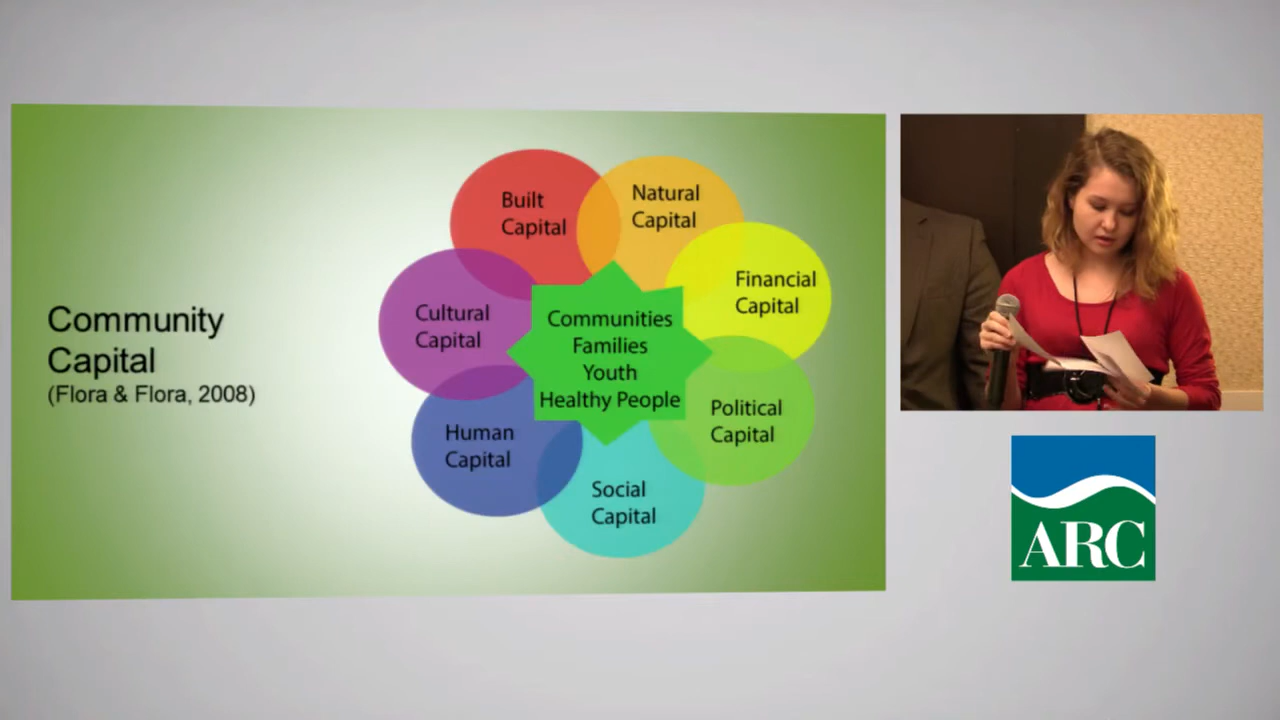 Community
Capital
(Flora & Flora, 2008)
Built
Capital
Natural
Capital
Financial
Capital
Political
Capital
Social
Capital
Human
Capital
Cultural
Capital
Communities
Families
Youth
Healthy People
ARC